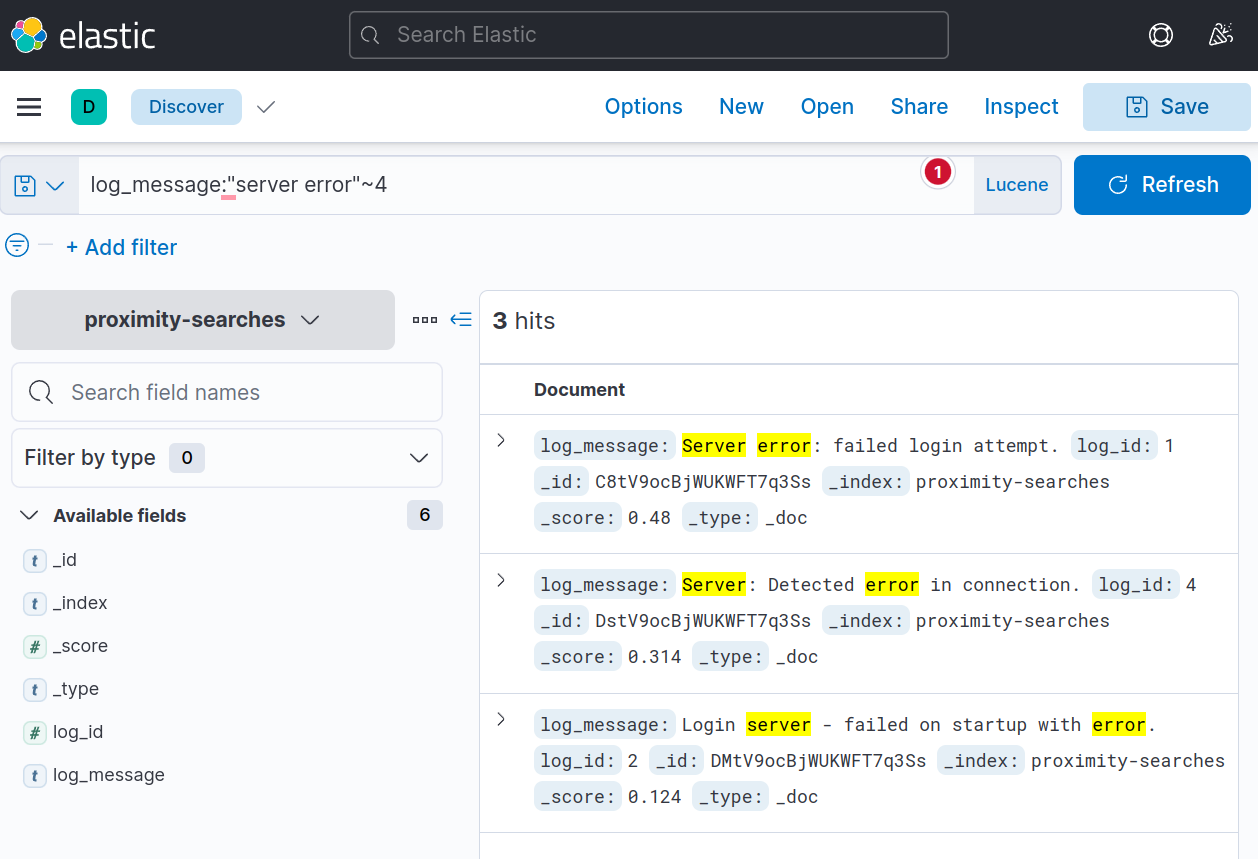 elastic Search Elastic
D Discover Options New Open Share Inspect Save
log_message:"server error"~4 1 Lucene Refresh
+ Add filter
proximity-searches
Search field names
Filter by type 0
Available fields 6
t _id
t _index
# _score
t _type
# log_id
t log_message
3 hits
Document
log_message: Server error: failed login attempt. log_id: 1
_id: C8tV9ocBjWUKWFT7q3Ss _index: proximity-searches
_score: 0.48 _type: _doc
log_message: Server: Detected error in connection. log_id: 4
_id: DstV9ocBjWUKWFT7q3Ss _index: proximity-searches
_score: 0.314 _type: _doc
log_message: Login server - failed on startup with error.
log_id: 2 _id: DMtV9ocBjWUKWFT7q3Ss _index: proximity-searches
_score: 0.124 _type: _doc